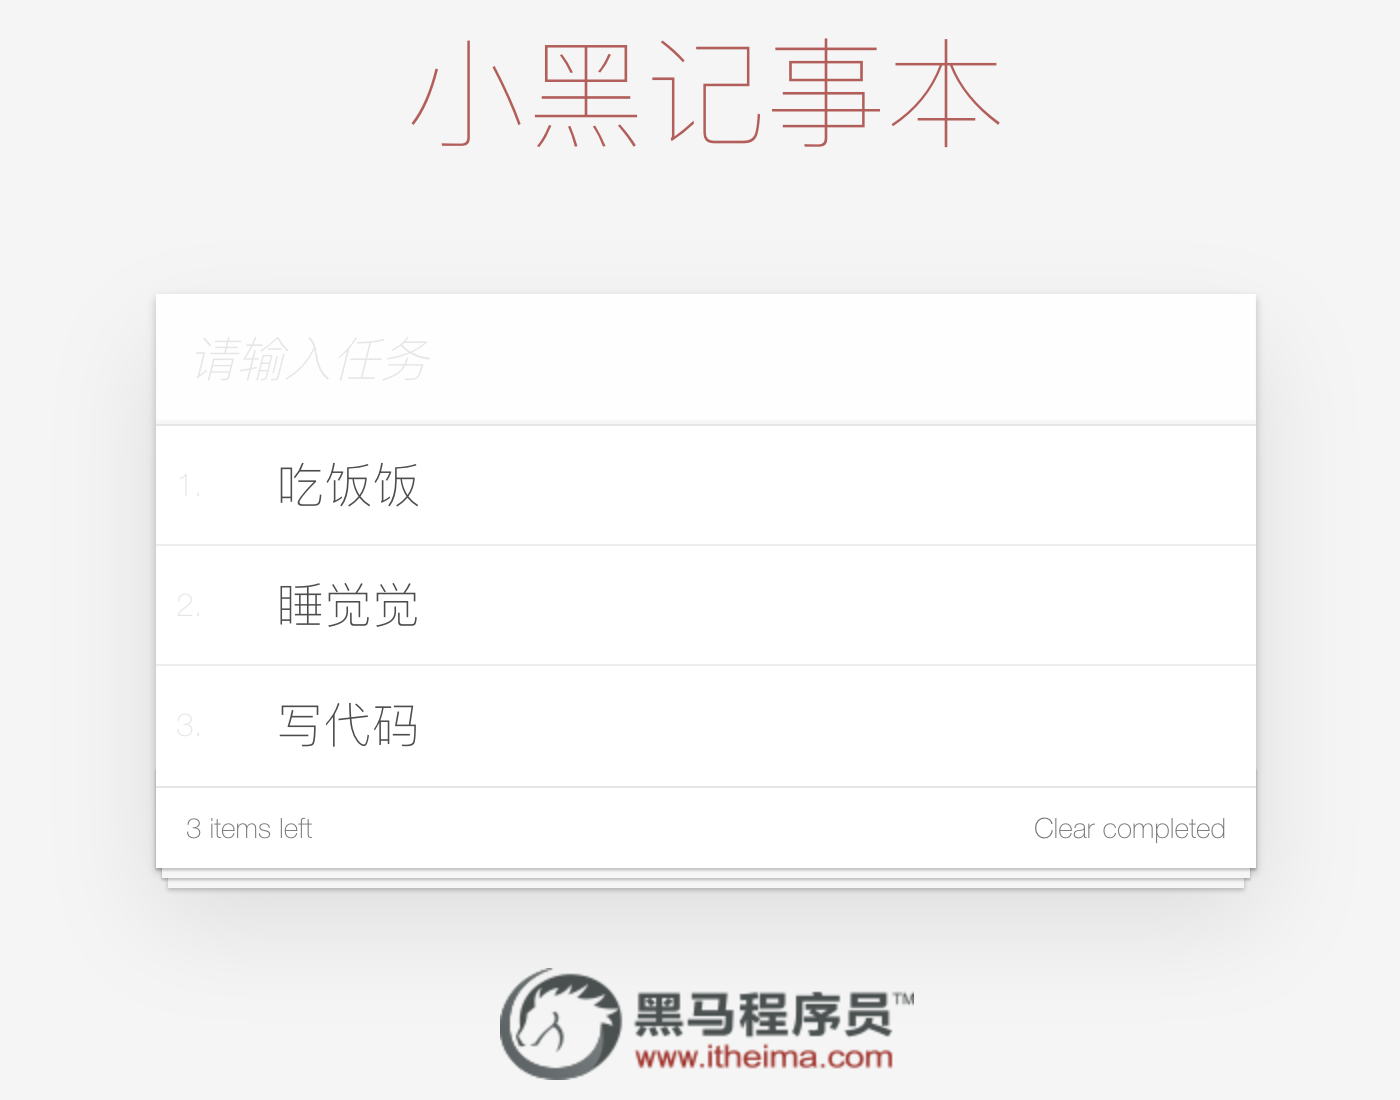 小黑记事本
请输入任务
1. 吃饭饭
2. 睡觉觉
3. 写代码
3 items left Clear completed
黑马程序员™
www.itheima.com